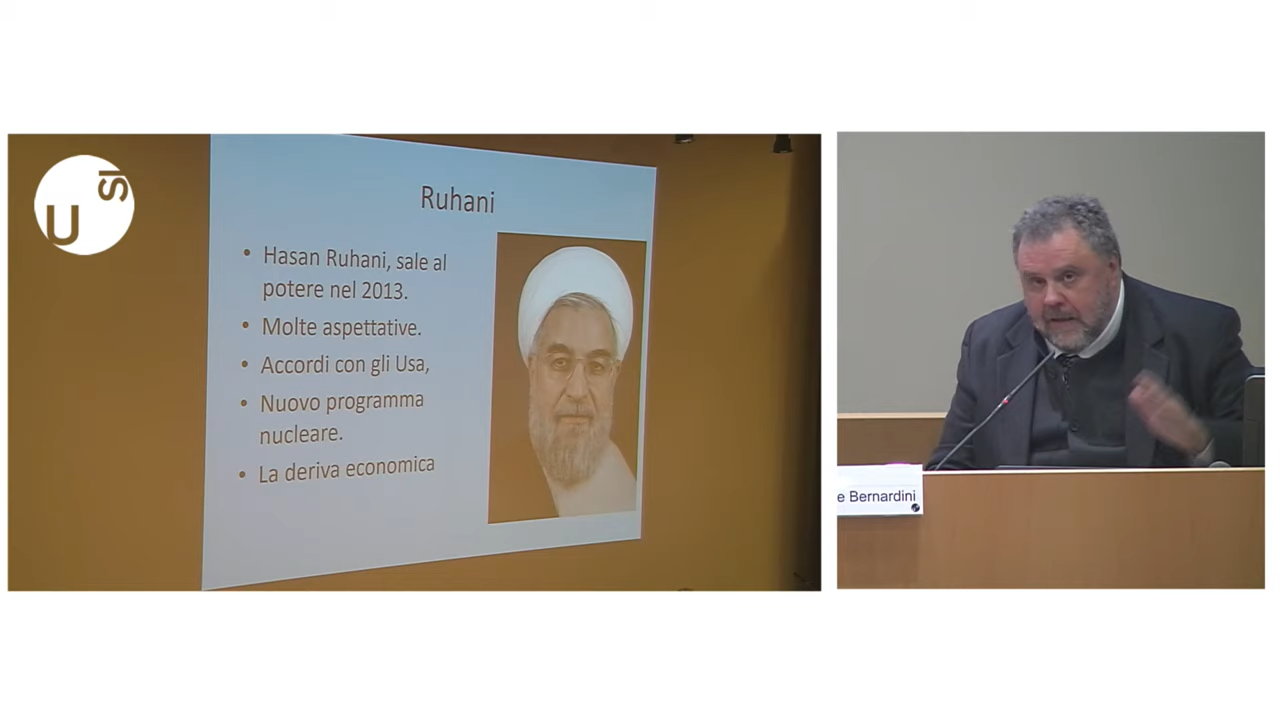 U
SI
Ruhani
• Hasan Ruhani, sale al
potere nel 2013.
• Molte aspettative.
• Accordi con gli Usa,
• Nuovo programma
nucleare.
• La deriva economica
e Bernardini